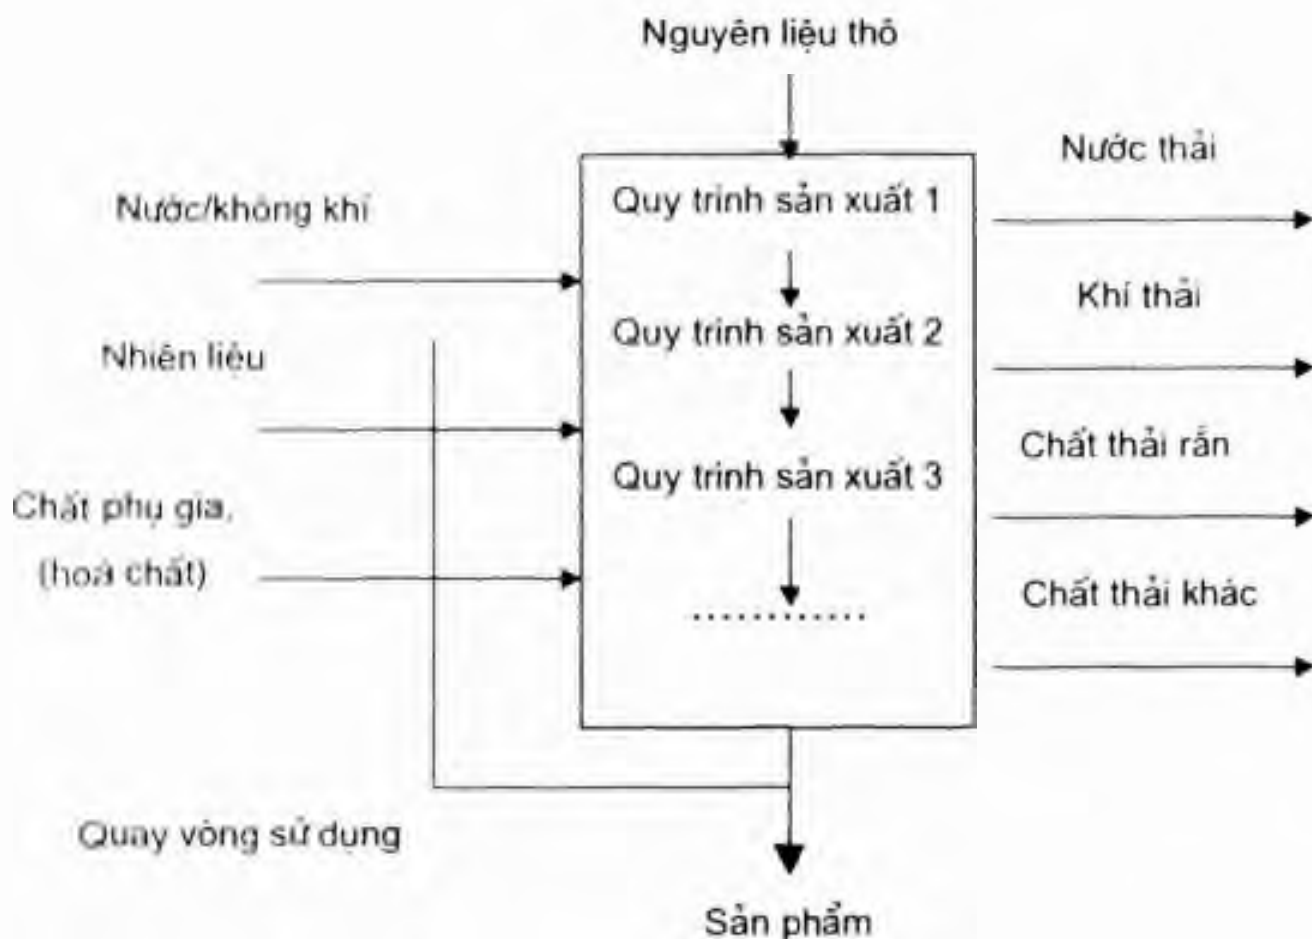 Nguyên liệu thô
Nước/không khí
Nhiên liệu
Chất phụ gia,
(hoá chất)
Quy trình sản xuất 1
Quy trình sản xuất 2
Quy trình sản xuất 3
...........
Nước thải
Khí thải
Chất thải rắn
Chất thải khác
Quay vòng sử dụng
Sản phẩm